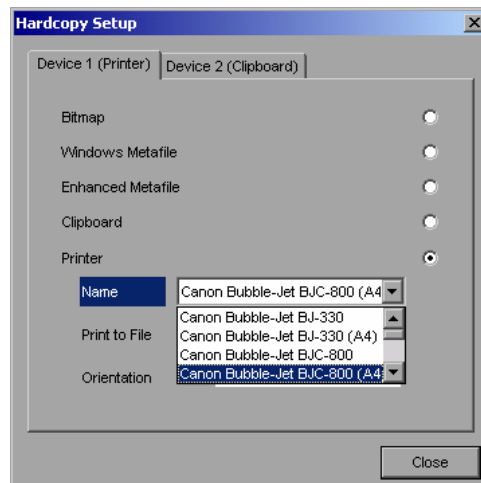 Hardcopy Setup
Device 1 (Printer) Device 2 (Clipboard)
Bitmap
Windows Metafile
Enhanced Metafile
Clipboard
Printer
Name Canon Bubble-Jet BJC-800 (A4
Canon Bubble-Jet BJ-330
Print to File Canon Bubble-Jet BJ-330 (A4)
Canon Bubble-Jet BJC-800
Orientation Canon Bubble-Jet BJC-800 (A4
Close